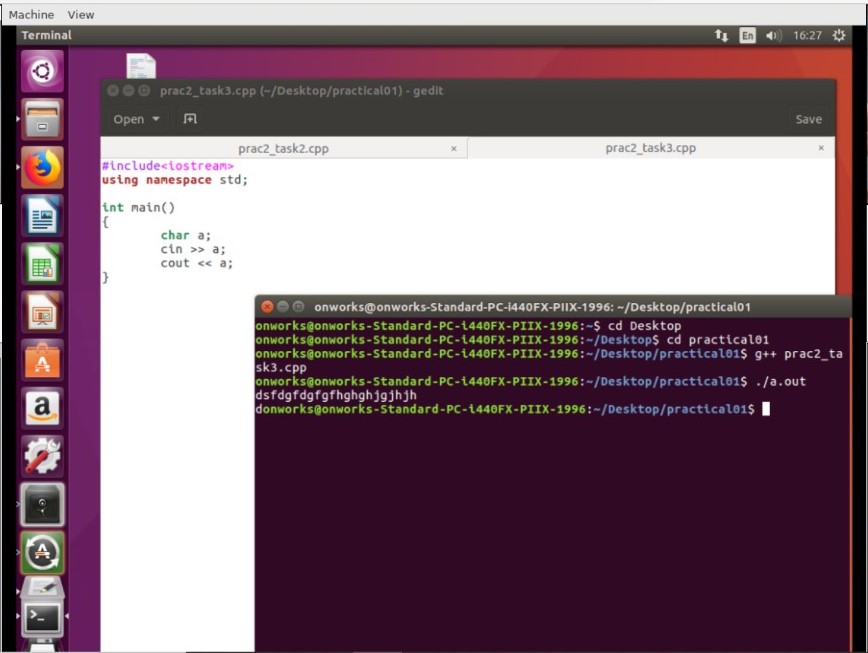 Machine View
Terminal En 16:27
prac2_task3.cpp (~/Desktop/practical01) - gedit
Open Save
prac2_task2.cpp × prac2_task3.cpp ×
#include<iostream>
using namespace std;
int main()
{
char a;
cin >> a;
cout << a;
}
onworks@onworks-Standard-PC-i440FX-PIIX-1996: ~/Desktop/practical01
onworks@onworks-Standard-PC-i440FX-PIIX-1996:~$ cd Desktop
onworks@onworks-Standard-PC-i440FX-PIIX-1996:~/Desktop$ cd practical01
onworks@onworks-Standard-PC-i440FX-PIIX-1996:~/Desktop/practical01$ g++ prac2_ta
sk3.cpp
onworks@onworks-Standard-PC-i440FX-PIIX-1996:~/Desktop/practical01$ ./a.out
dsfdgfdgfgfhghghjgjhjh
donworks@onworks-Standard-PC-i440FX-PIIX-1996:~/Desktop/practical01$